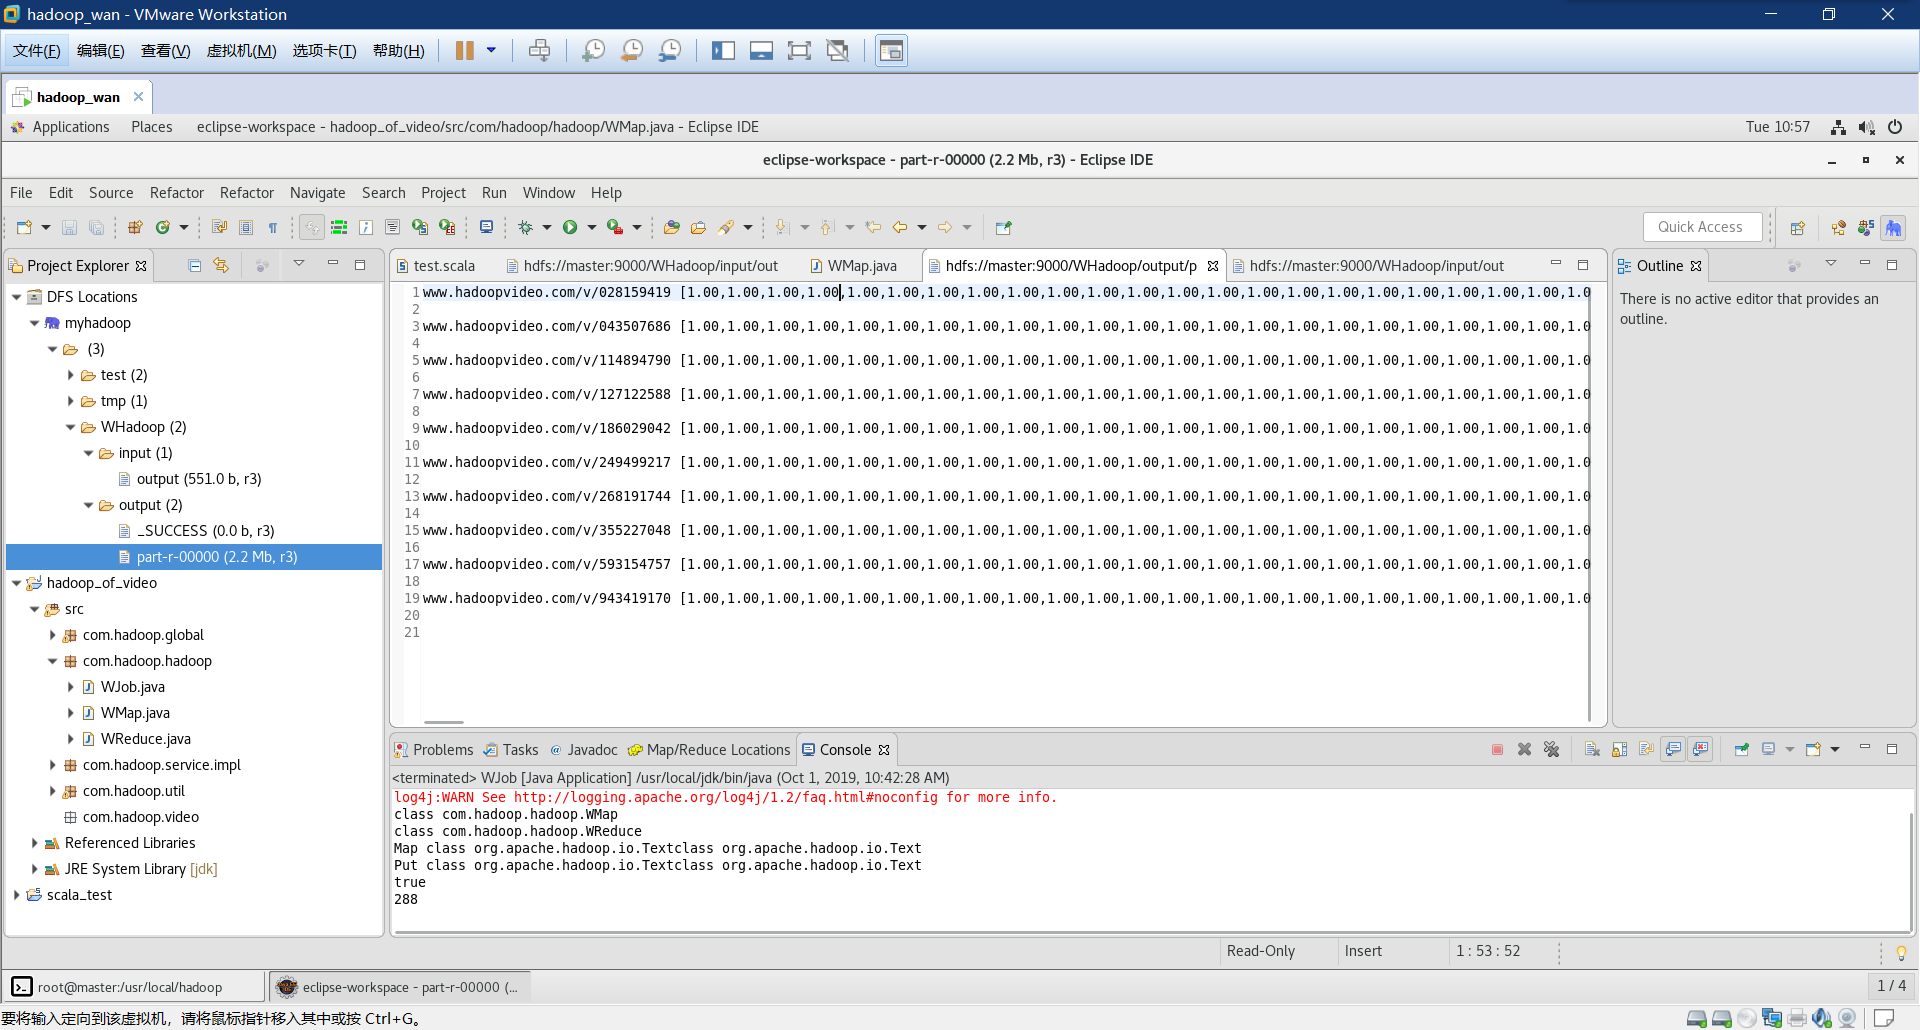 hadoop_wan - VMware Workstation
文件(F) 编辑(E) 查看(V) 虚拟机(M) 选项卡(T) 帮助(H)
hadoop_wan
Applications Places eclipse-workspace - hadoop_of_video/src/com/hadoop/hadoop/WMap.java - Eclipse IDE Tue 10:57
eclipse-workspace - part-r-00000 (2.2 Mb, r3) - Eclipse IDE
File Edit Source Refactor Refactor Navigate Search Project Run Window Help
Quick Access
Project Explorer
DFS Locations
myhadoop
(3)
test (2)
tmp (1)
WHadoop (2)
input (1)
output (551.0 b, r3)
output (2)
_SUCCESS (0.0 b, r3)
part-r-00000 (2.2 Mb, r3)
hadoop_of_video
src
com.hadoop.global
com.hadoop.hadoop
WJob.java
WMap.java
WReduce.java
com.hadoop.service.impl
com.hadoop.util
com.hadoop.video
Referenced Libraries
JRE System Library [jdk]
scala_test
test.scala hdfs://master:9000/WHadoop/input/out WMap.java hdfs://master:9000/WHadoop/output/p hdfs://master:9000/WHadoop/input/out
1 www.hadoopvideo.com/v/028159419 [1.00,1.00,1.00,1.00,1.00,1.00,1.00,1.00,1.00,1.00,1.00,1.00,1.00,1.00,1.00,1.00,1.00,1.00,1.00,1.00,1.00,1.00,1.0
2
3 www.hadoopvideo.com/v/043507686 [1.00,1.00,1.00,1.00,1.00,1.00,1.00,1.00,1.00,1.00,1.00,1.00,1.00,1.00,1.00,1.00,1.00,1.00,1.00,1.00,1.00,1.00,1.0
4
5 www.hadoopvideo.com/v/114894790 [1.00,1.00,1.00,1.00,1.00,1.00,1.00,1.00,1.00,1.00,1.00,1.00,1.00,1.00,1.00,1.00,1.00,1.00,1.00,1.00,1.00,1.00,1.0
6
7 www.hadoopvideo.com/v/127122588 [1.00,1.00,1.00,1.00,1.00,1.00,1.00,1.00,1.00,1.00,1.00,1.00,1.00,1.00,1.00,1.00,1.00,1.00,1.00,1.00,1.00,1.00,1.0
8
9 www.hadoopvideo.com/v/186029042 [1.00,1.00,1.00,1.00,1.00,1.00,1.00,1.00,1.00,1.00,1.00,1.00,1.00,1.00,1.00,1.00,1.00,1.00,1.00,1.00,1.00,1.00,1.0
10
11 www.hadoopvideo.com/v/249499217 [1.00,1.00,1.00,1.00,1.00,1.00,1.00,1.00,1.00,1.00,1.00,1.00,1.00,1.00,1.00,1.00,1.00,1.00,1.00,1.00,1.00,1.00,1.0
12
13 www.hadoopvideo.com/v/268191744 [1.00,1.00,1.00,1.00,1.00,1.00,1.00,1.00,1.00,1.00,1.00,1.00,1.00,1.00,1.00,1.00,1.00,1.00,1.00,1.00,1.00,1.00,1.0
14
15 www.hadoopvideo.com/v/355227048 [1.00,1.00,1.00,1.00,1.00,1.00,1.00,1.00,1.00,1.00,1.00,1.00,1.00,1.00,1.00,1.00,1.00,1.00,1.00,1.00,1.00,1.00,1.0
16
17 www.hadoopvideo.com/v/593154757 [1.00,1.00,1.00,1.00,1.00,1.00,1.00,1.00,1.00,1.00,1.00,1.00,1.00,1.00,1.00,1.00,1.00,1.00,1.00,1.00,1.00,1.00,1.0
18
19 www.hadoopvideo.com/v/943419170 [1.00,1.00,1.00,1.00,1.00,1.00,1.00,1.00,1.00,1.00,1.00,1.00,1.00,1.00,1.00,1.00,1.00,1.00,1.00,1.00,1.00,1.00,1.0
20
21
Outline
There is no active editor that provides an
outline.
Problems Tasks Javadoc Map/Reduce Locations Console
<terminated> WJob [Java Application] /usr/local/jdk/bin/java (Oct 1, 2019, 10:42:28 AM)
log4j:WARN See http://logging.apache.org/log4j/1.2/faq.html#noconfig for more info.
class com.hadoop.hadoop.WMap
class com.hadoop.hadoop.WReduce
Map class org.apache.hadoop.io.Textclass org.apache.hadoop.io.Text
Put class org.apache.hadoop.io.Textclass org.apache.hadoop.io.Text
true
288
Read-Only Insert 1 : 53 : 52
root@master:/usr/local/hadoop eclipse-workspace - part-r-00000 (... 1 / 4
要将输入定向到该虚拟机，请将鼠标指针移入其中或按 Ctrl+G。